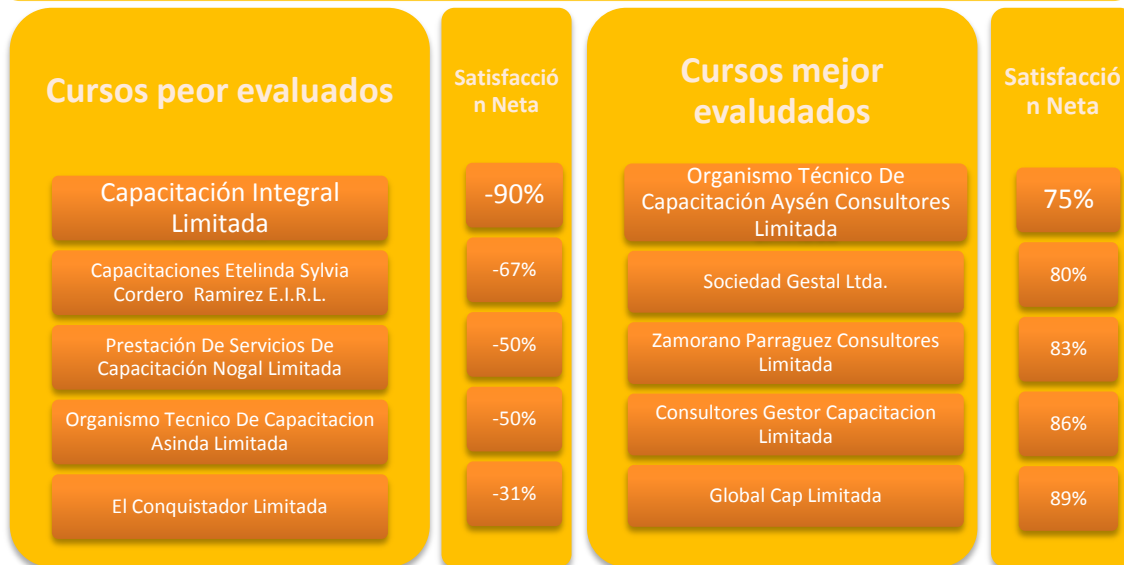 Cursos peor evaluados
Satisfacció
n Neta
Capacitación Integral
Limitada
-90%
Capacitaciones Etelinda Sylvia
Cordero Ramirez E.I.R.L.
-67%
Prestación De Servicios De
Capacitación Nogal Limitada
-50%
Organismo Tecnico De Capacitacion
Asinda Limitada
-50%
El Conquistador Limitada
-31%
Cursos mejor
evaludados
Satisfacció
n Neta
Organismo Técnico De
Capacitación Aysén Consultores
Limitada
75%
Sociedad Gestal Ltda.
80%
Zamorano Parraguez Consultores
Limitada
83%
Consultores Gestor Capacitacion
Limitada
86%
Global Cap Limitada
89%